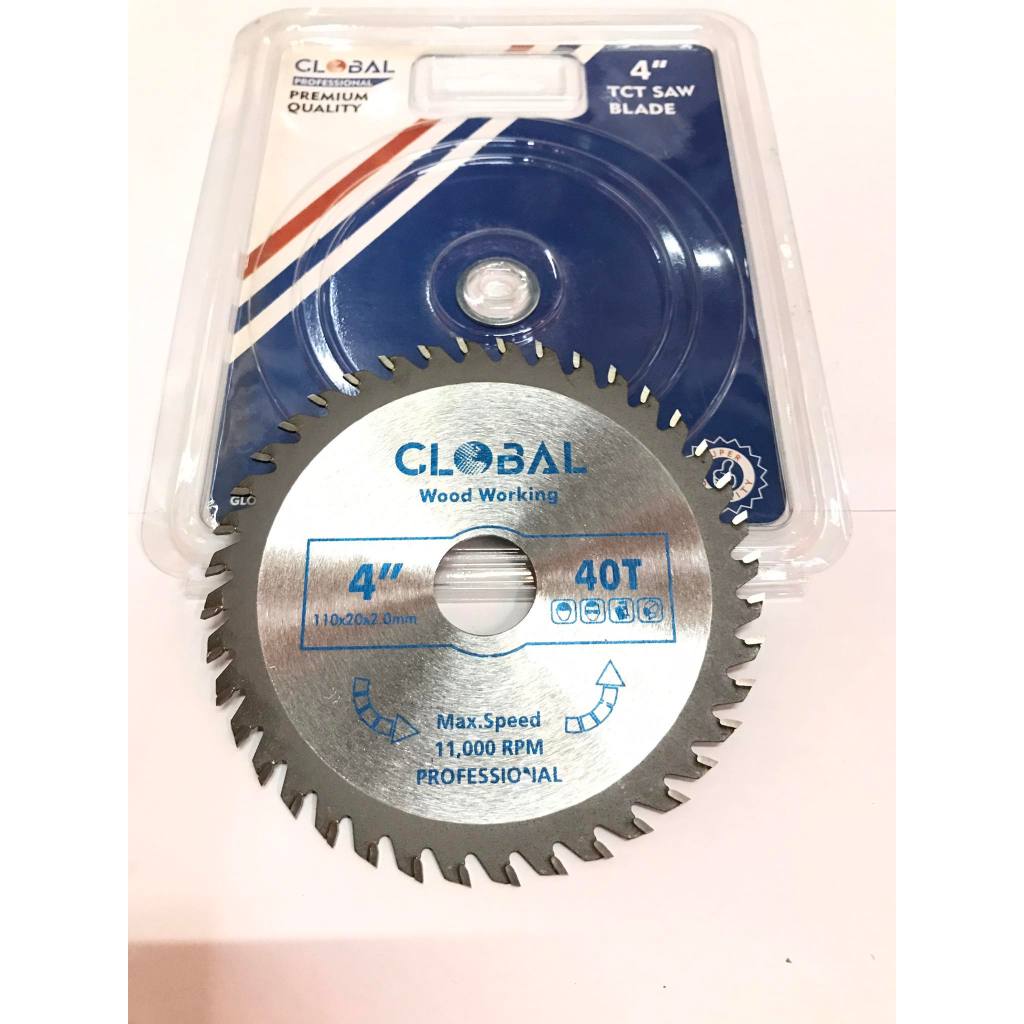 CLOBAL
PROFESSIONAL
PREMIUM
QUALITY
4"
TCT SAW
BLADE
CLOBAL
Wood Working
4"
110x20x2.0mm
40T
Max.Speed
11,000 RPM
PROFESSIONAL